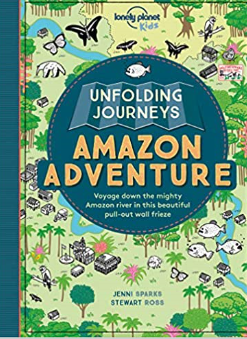 lonely planet
Kids
UNFOLDING
JOURNEYS
AMAZON
ADVENTURE
Voyage down the mighty
Amazon river in this beautiful
pull-out wall frieze
JENNI SPARKS
STEWART ROSS